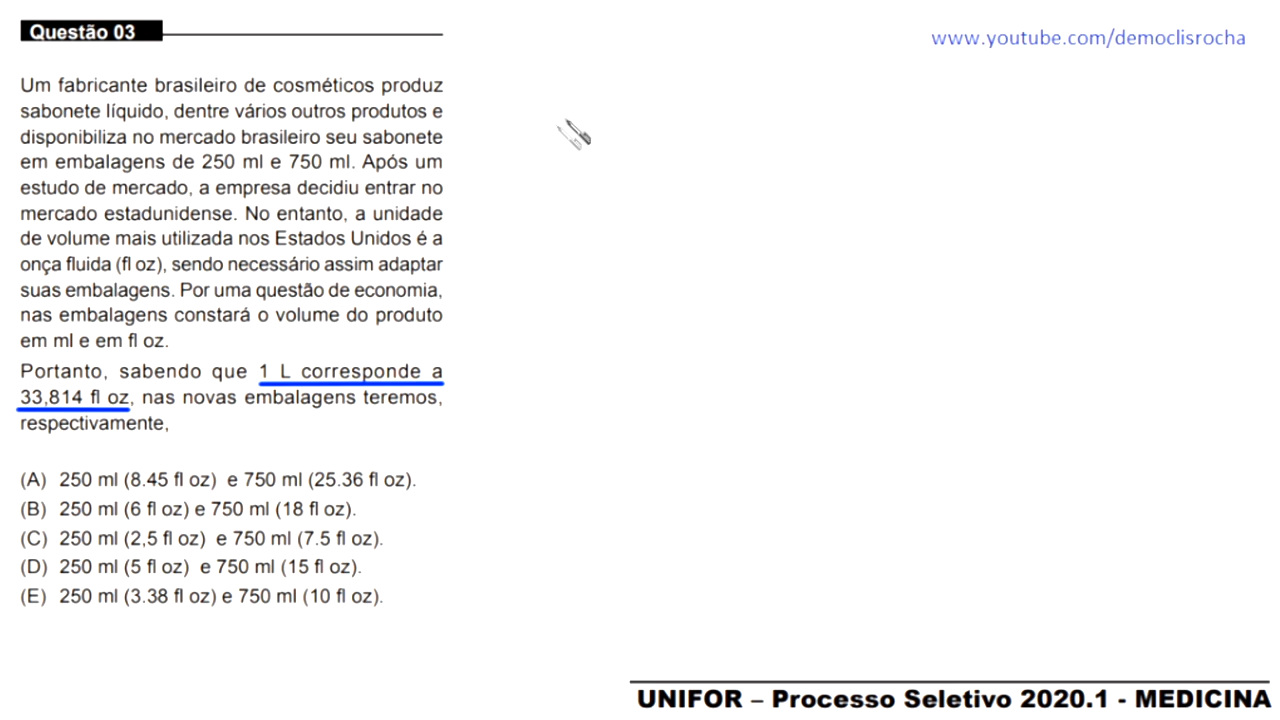 Questão 03
www.youtube.com/democlisrocha
Um fabricante brasileiro de cosméticos produz
sabonete líquido, dentre vários outros produtos e
disponibiliza no mercado brasileiro seu sabonete
em embalagens de 250 ml e 750 ml. Após um
estudo de mercado, a empresa decidiu entrar no
mercado estadunidense. No entanto, a unidade
de volume mais utilizada nos Estados Unidos é a
onça fluida (fl oz), sendo necessário assim adaptar
suas embalagens. Por uma questão de economia,
nas embalagens constará o volume do produto
em ml e em fl oz.
Portanto, sabendo que 1 L corresponde a
33,814 fl oz, nas novas embalagens teremos,
respectivamente,
(A) 250 ml (8.45 fl oz) e 750 ml (25.36 fl oz).
(B) 250 ml (6 fl oz) e 750 ml (18 fl oz).
(C) 250 ml (2,5 fl oz) e 750 ml (7.5 fl oz).
(D) 250 ml (5 fl oz) e 750 ml (15 fl oz).
(E) 250 ml (3.38 fl oz) e 750 ml (10 fl oz).
UNIFOR – Processo Seletivo 2020.1 - MEDICINA